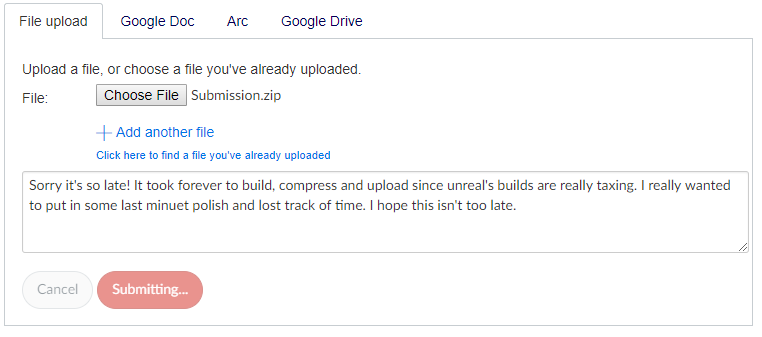 File upload Google Doc Arc Google Drive
Upload a file, or choose a file you've already uploaded.
File: Choose File Submission.zip
Add another file
Click here to find a file you've already uploaded
Sorry it's so late! It took forever to build, compress and upload since unreal's builds are really taxing. I really wanted
to put in some last minuet polish and lost track of time. I hope this isn't too late.
Cancel Submitting...